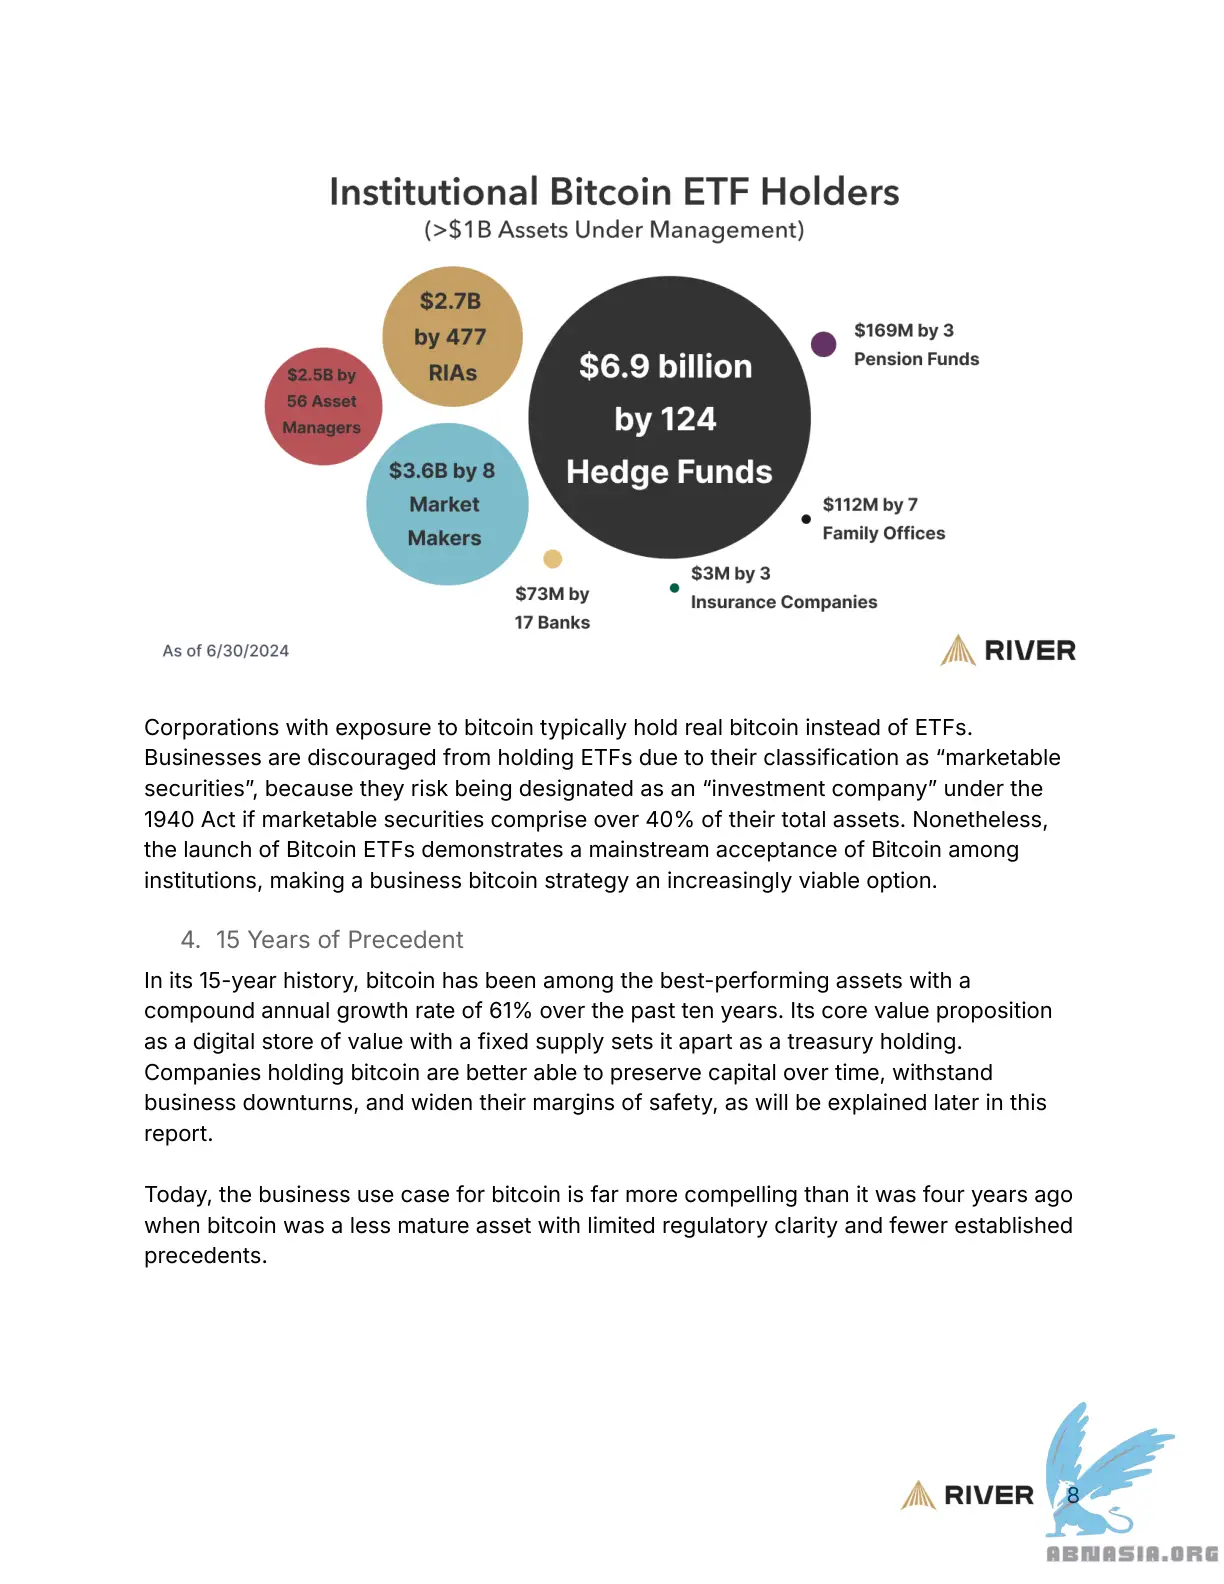 Institutional Bitcoin ETF Holders
(>$1B Assets Under Management)
$2.7B
by 477
RIAs
$2.5B by
56 Asset
Managers
$3.6B by 8
Market
Makers
$6.9 billion
by 124
Hedge Funds
$169M by 3
Pension Funds
$112M by 7
Family Offices
$3M by 3
Insurance Companies
$73M by
17 Banks
As of 6/30/2024
RIVER
Corporations with exposure to bitcoin typically hold real bitcoin instead of ETFs.
Businesses are discouraged from holding ETFs due to their classification as “marketable
securities”, because they risk being designated as an “investment company” under the
1940 Act if marketable securities comprise over 40% of their total assets. Nonetheless,
the launch of Bitcoin ETFs demonstrates a mainstream acceptance of Bitcoin among
institutions, making a business bitcoin strategy an increasingly viable option.
4. 15 Years of Precedent
In its 15-year history, bitcoin has been among the best-performing assets with a
compound annual growth rate of 61% over the past ten years. Its core value proposition
as a digital store of value with a fixed supply sets it apart as a treasury holding.
Companies holding bitcoin are better able to preserve capital over time, withstand
business downturns, and widen their margins of safety, as will be explained later in this
report.
Today, the business use case for bitcoin is far more compelling than it was four years ago
when bitcoin was a less mature asset with limited regulatory clarity and fewer established
precedents.
RIVER
8
ABNASIA.ORG